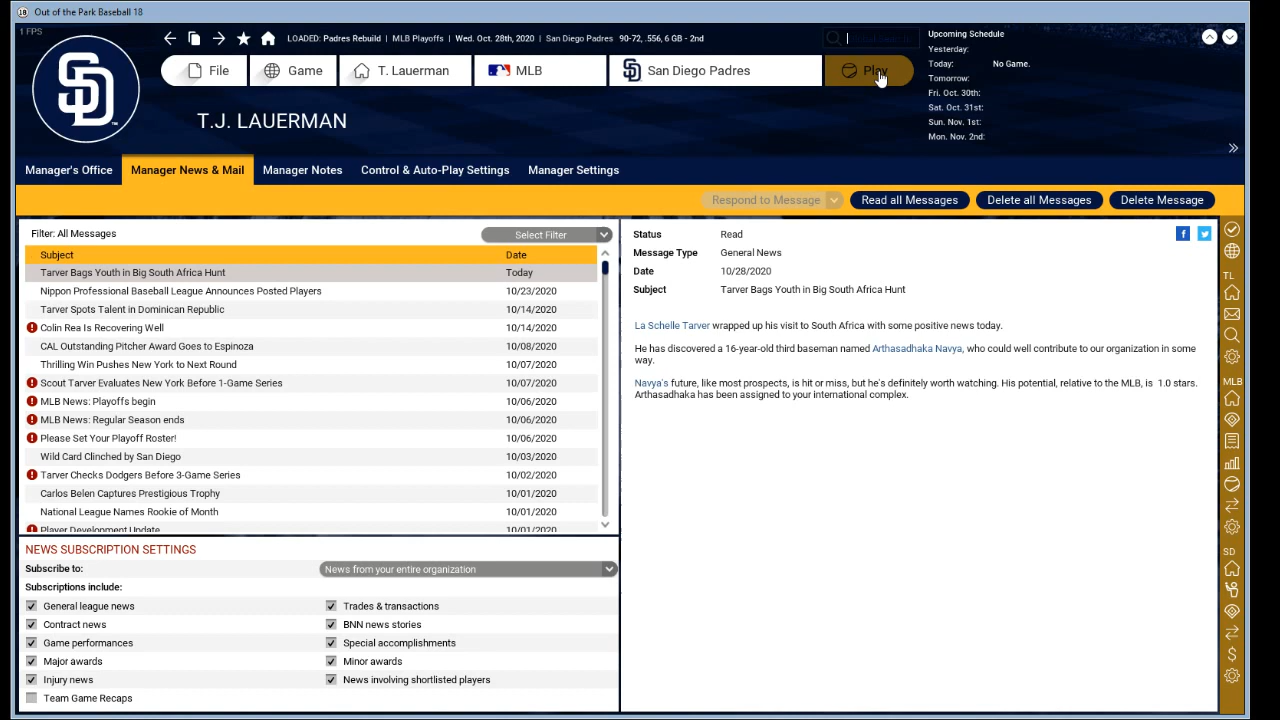 18 Out of the Park Baseball 18
1 FPS
LOADED: Padres Rebuild | MLB Playoffs | Wed. Oct. 28th, 2020 | San Diego Padres 90-72, .556, 6 GB - 2nd
File Game T. Lauerman MLB San Diego Padres Play
SD
T.J. LAUERMAN
Upcoming Schedule
Yesterday:
Today: No Game.
Tomorrow:
Fri. Oct. 30th:
Sat. Oct. 31st:
Sun. Nov. 1st:
Mon. Nov. 2nd:
Manager's Office Manager News & Mail Manager Notes Control & Auto-Play Settings Manager Settings
Respond to Message Read all Messages Delete all Messages Delete Message
Filter: All Messages Select Filter
Subject Date
Tarver Bags Youth in Big South Africa Hunt Today
Nippon Professional Baseball League Announces Posted Players 10/23/2020
Tarver Spots Talent in Dominican Republic 10/14/2020
Colin Rea Is Recovering Well 10/14/2020
CAL Outstanding Pitcher Award Goes to Espinoza 10/08/2020
Thrilling Win Pushes New York to Next Round 10/07/2020
Scout Tarver Evaluates New York Before 1-Game Series 10/07/2020
MLB News: Playoffs begin 10/06/2020
MLB News: Regular Season ends 10/06/2020
Please Set Your Playoff Roster! 10/06/2020
Wild Card Clinched by San Diego 10/03/2020
Tarver Checks Dodgers Before 3-Game Series 10/02/2020
Carlos Belen Captures Prestigious Trophy 10/01/2020
National League Names Rookie of Month 10/01/2020
Player Development Update 10/01/2020
NEWS SUBSCRIPTION SETTINGS
Subscribe to: News from your entire organization
Subscriptions include:
General league news Trades & transactions
Contract news BNN news stories
Game performances Special accomplishments
Major awards Minor awards
Injury news News involving shortlisted players
Team Game Recaps
Status Read
Message Type General News
Date 10/28/2020
Subject Tarver Bags Youth in Big South Africa Hunt
La Schelle Tarver wrapped up his visit to South Africa with some positive news today.
He has discovered a 16-year-old third baseman named Arthasadhaka Navya, who could well contribute to our organization in some
way.
Navya's future, like most prospects, is hit or miss, but he's definitely worth watching. His potential, relative to the MLB, is 1.0 stars.
Arthasadhaka has been assigned to your international complex.
TL
MLB
SD